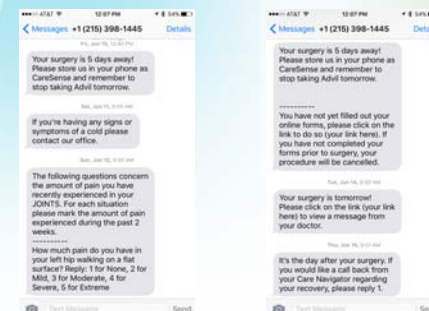 AT&T 12:07 PM 54%
Messages +1 (215) 398-1445 Details
Your surgery is 5 days away!
Please store us in your phone as
CareSense and remember to
stop taking Advil tomorrow.
If you're having any signs or
symptoms of a cold please
contact our office.
The following questions concern
the amount of pain you have
recently experienced in your
JOINTS. For each situation
please mark the amount of pain
experienced during the past 2
weeks.
----------
How much pain do you have in
your left hip walking on a flat
surface? Reply: 1 for None, 2 for
Mild, 3 for Moderate, 4 for
Severe, 5 for Extreme
Text Message Send
AT&T 12:07 PM 54%
Messages +1 (215) 398-1445 Details
Your surgery is 5 days away!
Please store us in your phone as
CareSense and remember to
stop taking Advil tomorrow.
----------
You have not yet filled out your
online forms, please click on the
link to do so (your link here). If
you have not completed your
forms prior to surgery, your
procedure will be cancelled.
Your surgery is tomorrow!
Please click on the link (your link
here) to view a message from
your doctor.
It's the day after your surgery. If
you would like a call back from
your Care Navigator regarding
your recovery, please reply 1.
Text Message Send